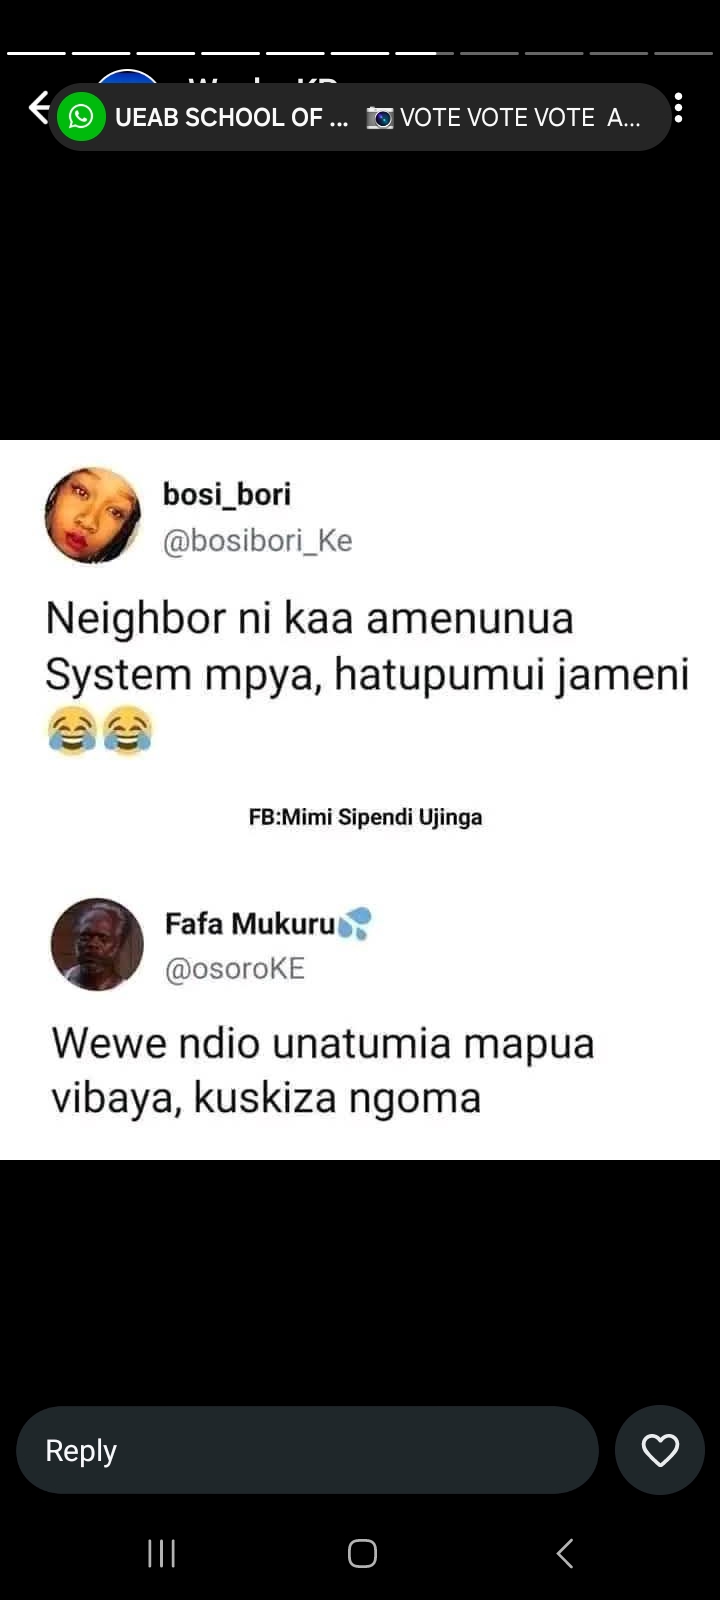 UEAB SCHOOL OF ... 📷 VOTE VOTE VOTE A...
bosi_bori
@bosibori_Ke
Neighbor ni kaa amenunua
System mpya, hatupumui jameni
😂😂
FB:Mimi Sipendi Ujinga
Fafa Mukuru💦
@osoroKE
Wewe ndio unatumia mapua
vibaya, kuskiza ngoma
Reply